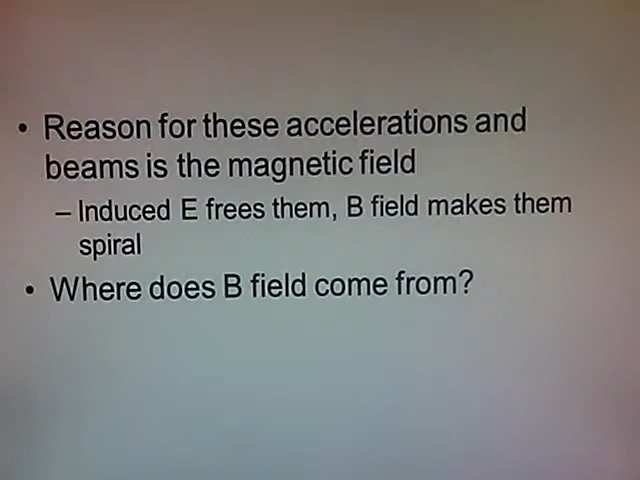 • Reason for these accelerations and
beams is the magnetic field
– Induced E frees them, B field makes them
spiral
• Where does B field come from?